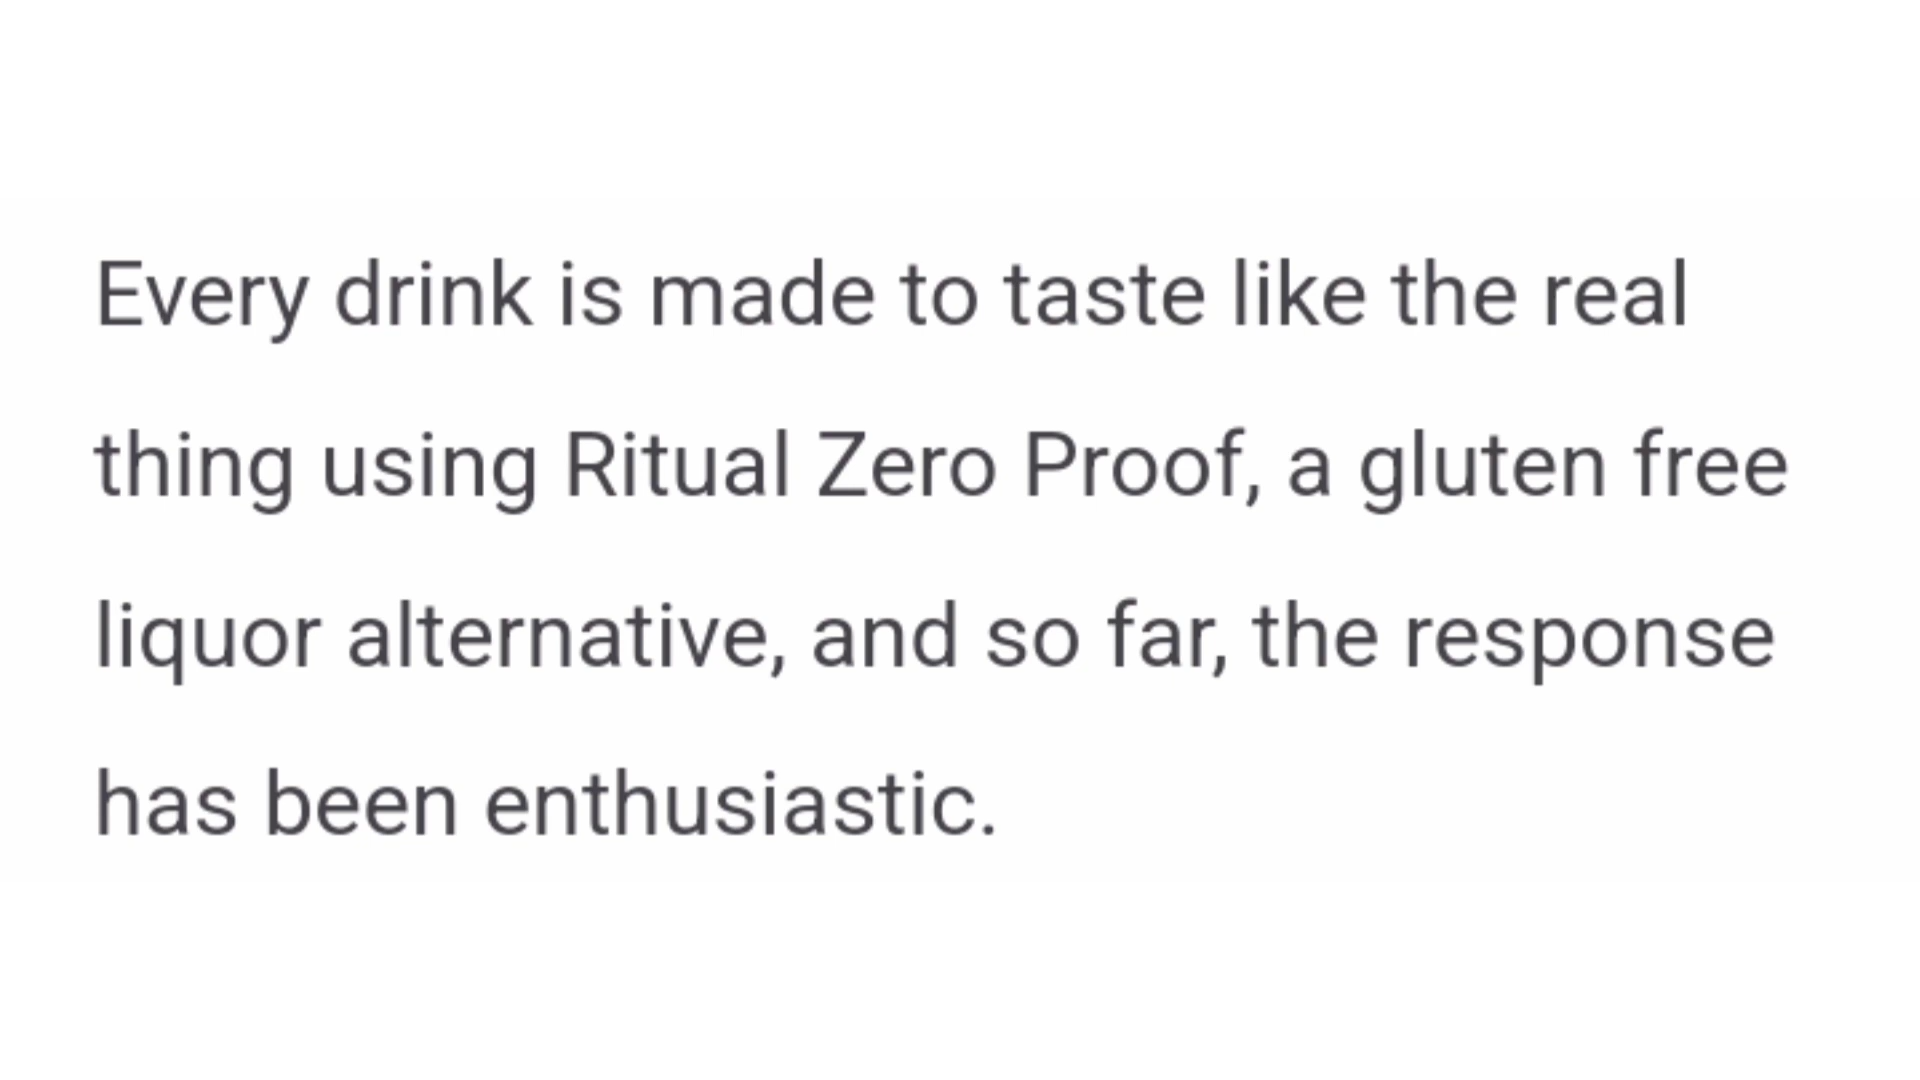 Every drink is made to taste like the real
thing using Ritual Zero Proof, a gluten free
liquor alternative, and so far, the response
has been enthusiastic.